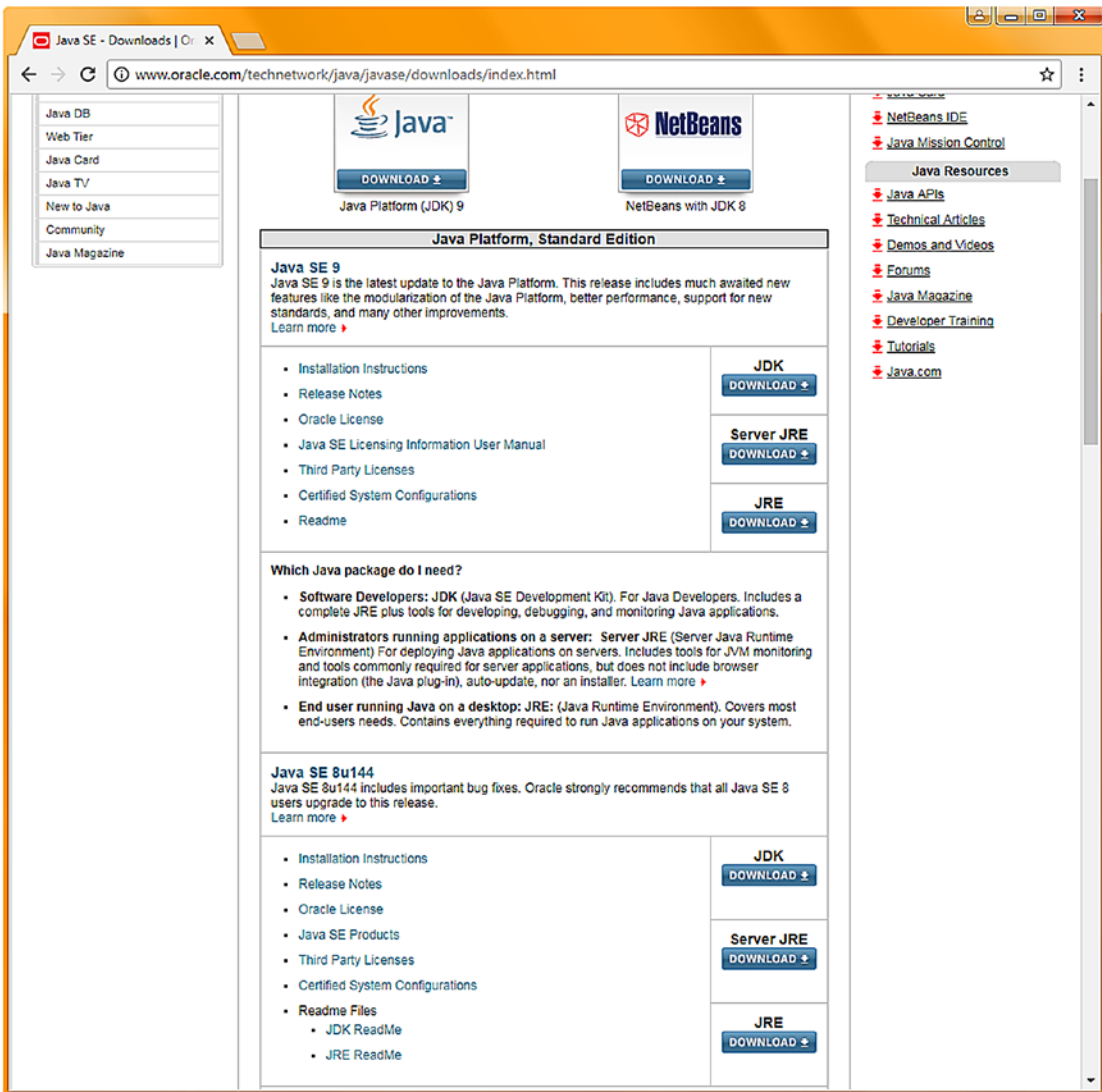 Java SE - Downloads | Or
www.oracle.com/technetwork/java/javase/downloads/index.html
Java DB
Web Tier
Java Card
Java TV
New to Java
Community
Java Magazine
Java
DOWNLOAD
Java Platform (JDK) 9
NetBeans
DOWNLOAD
NetBeans with JDK 8
Java Platform, Standard Edition
Java SE 9
Java SE 9 is the latest update to the Java Platform. This release includes much awaited new
features like the modularization of the Java Platform, better performance, support for new
standards, and many other improvements.
Learn more
Installation Instructions
Release Notes
Oracle License
Java SE Licensing Information User Manual
Third Party Licenses
Certified System Configurations
Readme
JDK
DOWNLOAD
Server JRE
DOWNLOAD
JRE
DOWNLOAD
Which Java package do I need?
Software Developers: JDK (Java SE Development Kit). For Java Developers. Includes a
complete JRE plus tools for developing, debugging, and monitoring Java applications.
Administrators running applications on a server: Server JRE (Server Java Runtime
Environment) For deploying Java applications on servers. Includes tools for JVM monitoring
and tools commonly required for server applications, but does not include browser
integration (the Java plug-in), auto-update, nor an installer. Learn more
End user running Java on a desktop: JRE: (Java Runtime Environment). Covers most
end-users needs. Contains everything required to run Java applications on your system.
Java SE 8u144
Java SE 8u144 includes important bug fixes. Oracle strongly recommends that all Java SE 8
users upgrade to this release.
Learn more
Installation Instructions
Release Notes
Oracle License
Java SE Products
Third Party Licenses
Certified System Configurations
Readme Files
JDK ReadMe
JRE ReadMe
JDK
DOWNLOAD
Server JRE
DOWNLOAD
JRE
DOWNLOAD
NetBeans IDE
Java Mission Control
Java Resources
Java APIs
Technical Articles
Demos and Videos
Forums
Java Magazine
Developer Training
Tutorials
Java.com